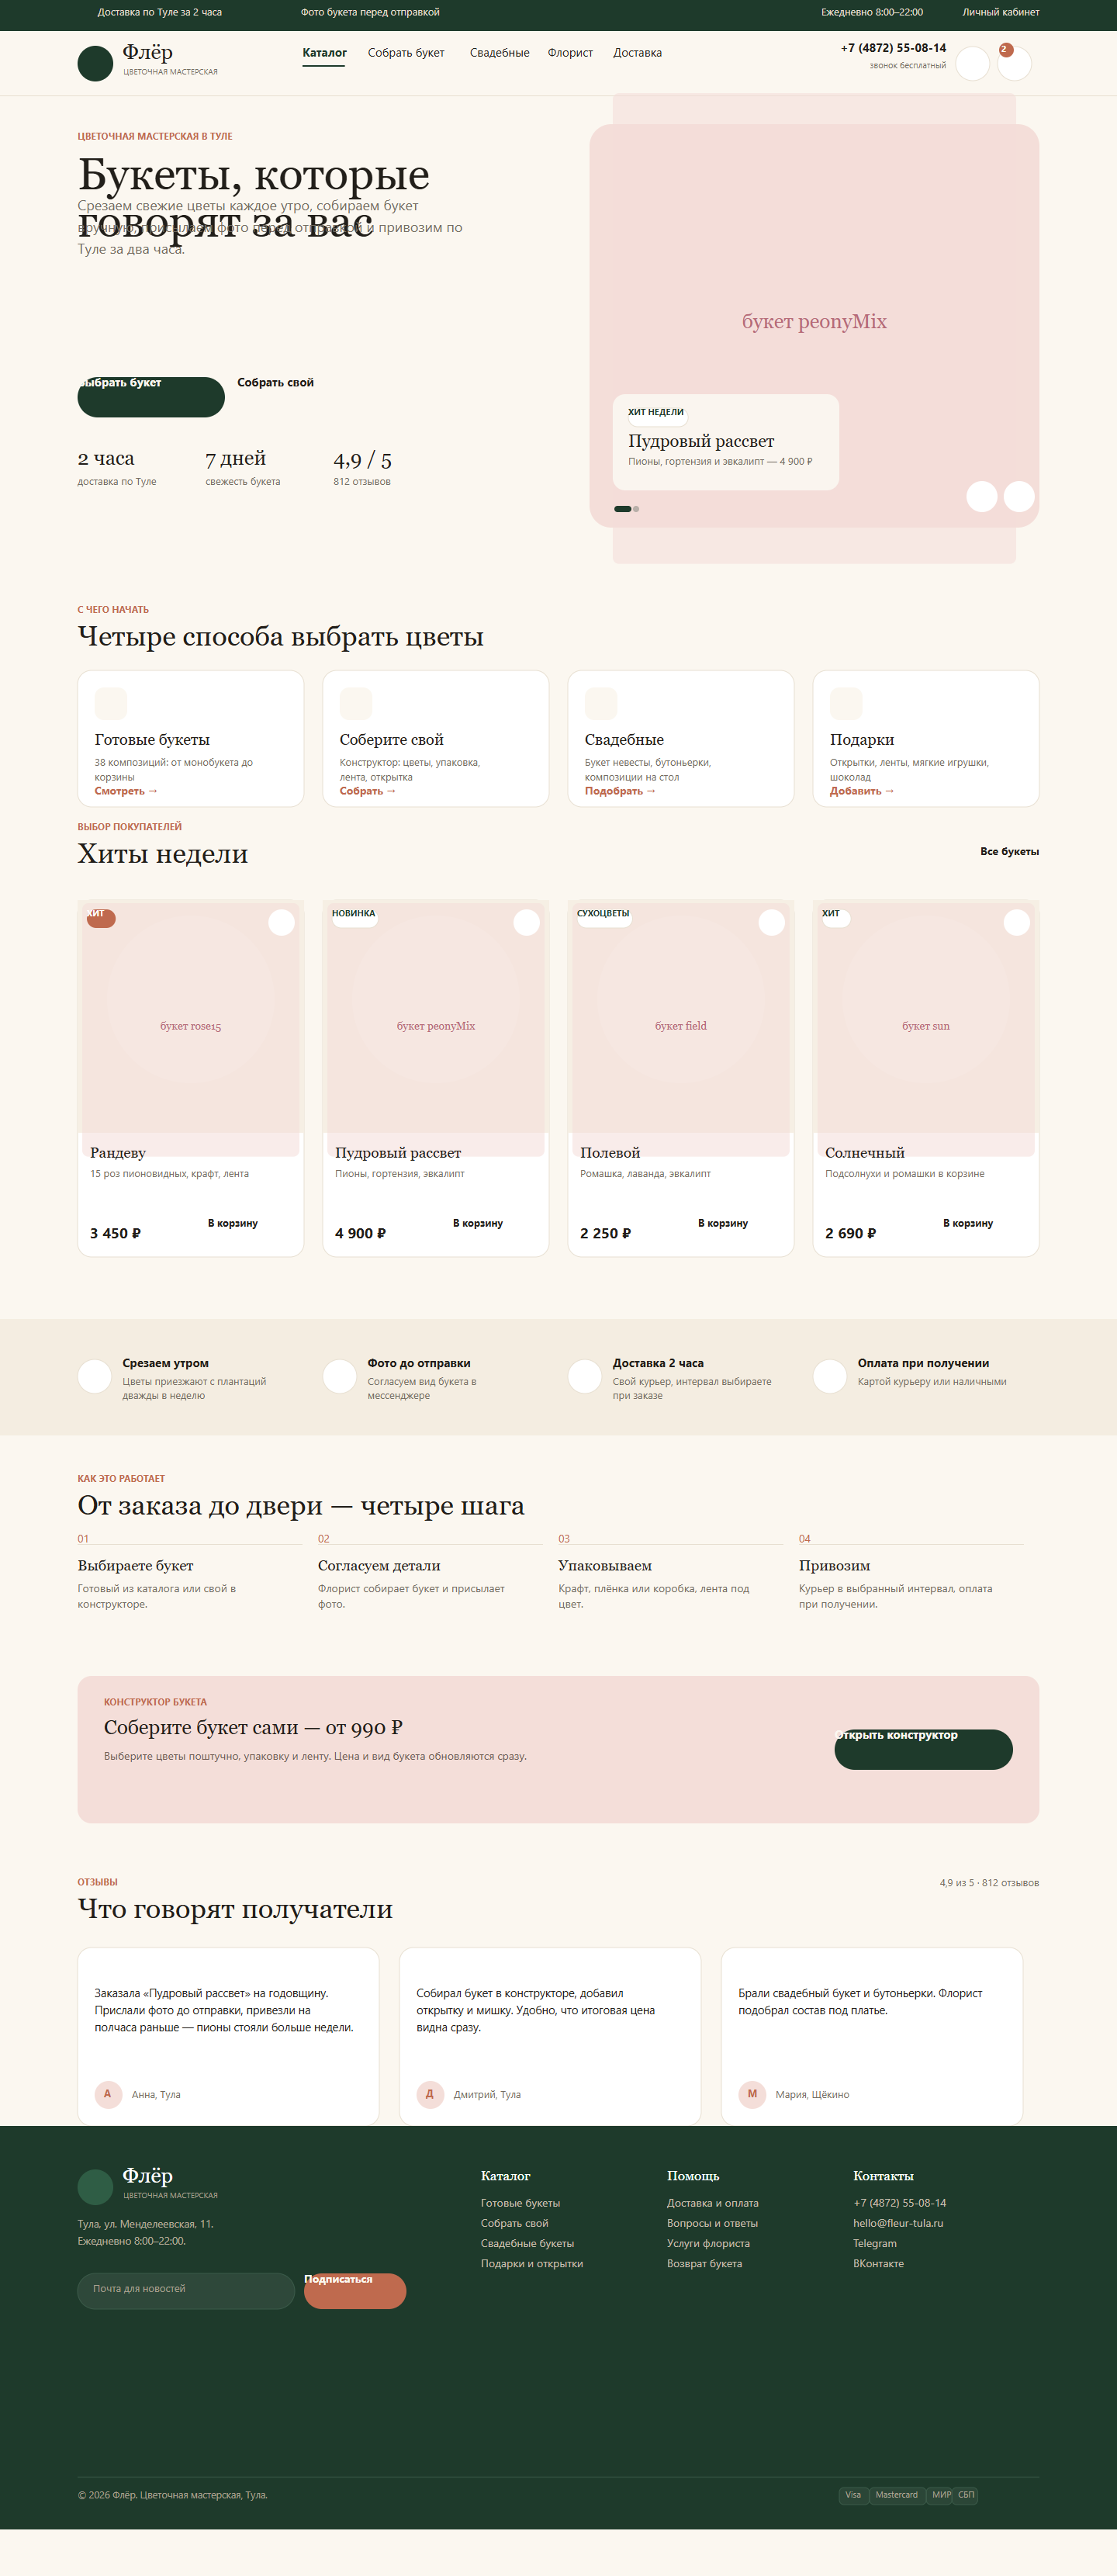 Доставка по Туле за 2 часа
Фото букета перед отправкой
Ежедневно 8:00–22:00
Личный кабинет
Флёр
ЦВЕТОЧНАЯ МАСТЕРСКАЯ
Каталог
Собрать букет
Свадебные
Флорист
Доставка
+7 (4872) 55-08-14
звонок бесплатный
2
ЦВЕТОЧНАЯ МАСТЕРСКАЯ В ТУЛЕ
Букеты, которые
говорят за вас
Срезаем свежие цветы каждое утро, собираем букет
вручную, присылаем фото перед отправкой и привозим по
Туле за два часа.
Выбрать букет
Собрать свой
2 часа
доставка по Туле
7 дней
свежесть букета
4,9 / 5
812 отзывов
букет peonyMix
ХИТ НЕДЕЛИ
Пудровый рассвет
Пионы, гортензия и эвкалипт — 4 900 ₽
С ЧЕГО НАЧАТЬ
Четыре способа выбрать цветы
Готовые букеты
38 композиций: от монобукета до
корзины
Смотреть →
Соберите свой
Конструктор: цветы, упаковка,
лента, открытка
Собрать →
Свадебные
Букет невесты, бутоньерки,
композиции на стол
Подобрать →
Подарки
Открытки, ленты, мягкие игрушки,
шоколад
Добавить →
ВЫБОР ПОКУПАТЕЛЕЙ
Хиты недели
Все букеты
ХИТ
букет rose15
Рандеву
15 роз пионовидных, крафт, лента
3 450 ₽
В корзину
НОВИНКА
букет peonyMix
Пудровый рассвет
Пионы, гортензия, эвкалипт
4 900 ₽
В корзину
СУХОЦВЕТЫ
букет field
Полевой
Ромашка, лаванда, эвкалипт
2 250 ₽
В корзину
ХИТ
букет sun
Солнечный
Подсолнухи и ромашки в корзине
2 690 ₽
В корзину
Срезаем утром
Цветы приезжают с плантаций
дважды в неделю
Фото до отправки
Согласуем вид букета в
мессенджере
Доставка 2 часа
Свой курьер, интервал выбираете
при заказе
Оплата при получении
Картой курьеру или наличными
КАК ЭТО РАБОТАЕТ
От заказа до двери — четыре шага
01
Выбираете букет
Готовый из каталога или свой в
конструкторе.
02
Согласуем детали
Флорист собирает букет и присылает
фото.
03
Упаковываем
Крафт, плёнка или коробка, лента под
цвет.
04
Привозим
Курьер в выбранный интервал, оплата
при получении.
КОНСТРУКТОР БУКЕТА
Соберите букет сами — от 990 ₽
Выберите цветы поштучно, упаковку и ленту. Цена и вид букета обновляются сразу.
Открыть конструктор
ОТЗЫВЫ
Что говорят получатели
4,9 из 5 · 812 отзывов
Заказала «Пудровый рассвет» на годовщину.
Прислали фото до отправки, привезли на
полчаса раньше — пионы стояли больше недели.
А
Анна, Тула
Собирал букет в конструкторе, добавил
открытку и мишку. Удобно, что итоговая цена
видна сразу.
Д
Дмитрий, Тула
Брали свадебный букет и бутоньерки. Флорист
подобрал состав под платье.
М
Мария, Щёкино
Флёр
ЦВЕТОЧНАЯ МАСТЕРСКАЯ
Тула, ул. Менделеевская, 11.
Ежедневно 8:00–22:00.
Почта для новостей
Подписаться
Каталог
Готовые букеты
Собрать свой
Свадебные букеты
Подарки и открытки
Помощь
Доставка и оплата
Вопросы и ответы
Услуги флориста
Возврат букета
Контакты
+7 (4872) 55-08-14
hello@fleur-tula.ru
Telegram
ВКонтакте
© 2026 Флёр. Цветочная мастерская, Тула.
Visa
Mastercard
МИР
СБП